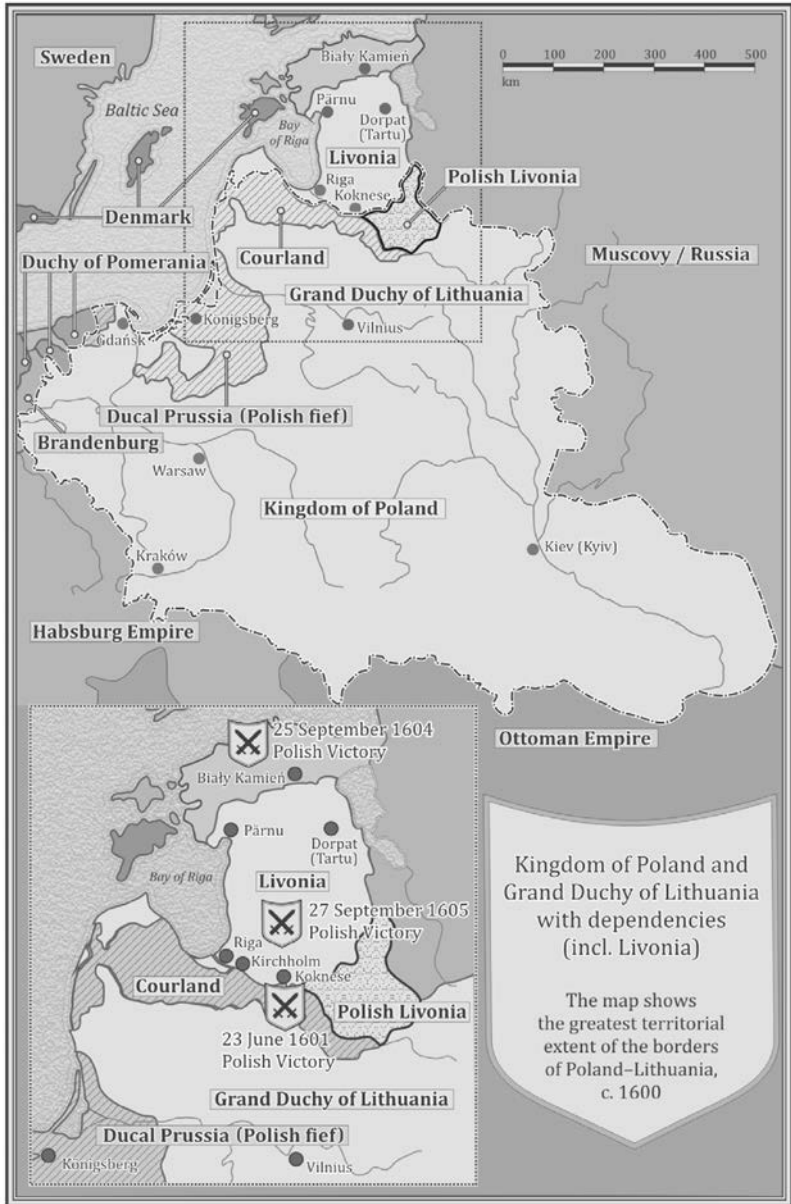 Sweden
Baltic Sea
Biały Kamień
0 100 200 300 400 500
km
Pärnu
Dorpat
(Tartu)
Bay
of Riga
Livonia
Riga
Koknese
Polish Livonia
Denmark
Courland
Duchy of Pomerania
Muscovy / Russia
Grand Duchy of Lithuania
Königsberg
Vilnius
Gdańsk
Ducal Prussia (Polish fief)
Brandenburg
Warsaw
Kingdom of Poland
Kraków
Kiev (Kyiv)
Habsburg Empire
Ottoman Empire
25 September 1604
Polish Victory
Biały Kamień
Pärnu
Dorpat
(Tartu)
Bay of Riga
Livonia
27 September 1605
Polish Victory
Riga
Kirchholm
Koknese
Courland
Polish Livonia
23 June 1601
Polish Victory
Grand Duchy of Lithuania
Ducal Prussia (Polish fief)
Königsberg
Vilnius
Kingdom of Poland and
Grand Duchy of Lithuania
with dependencies
(incl. Livonia)
The map shows
the greatest territorial
extent of the borders
of Poland–Lithuania,
c. 1600